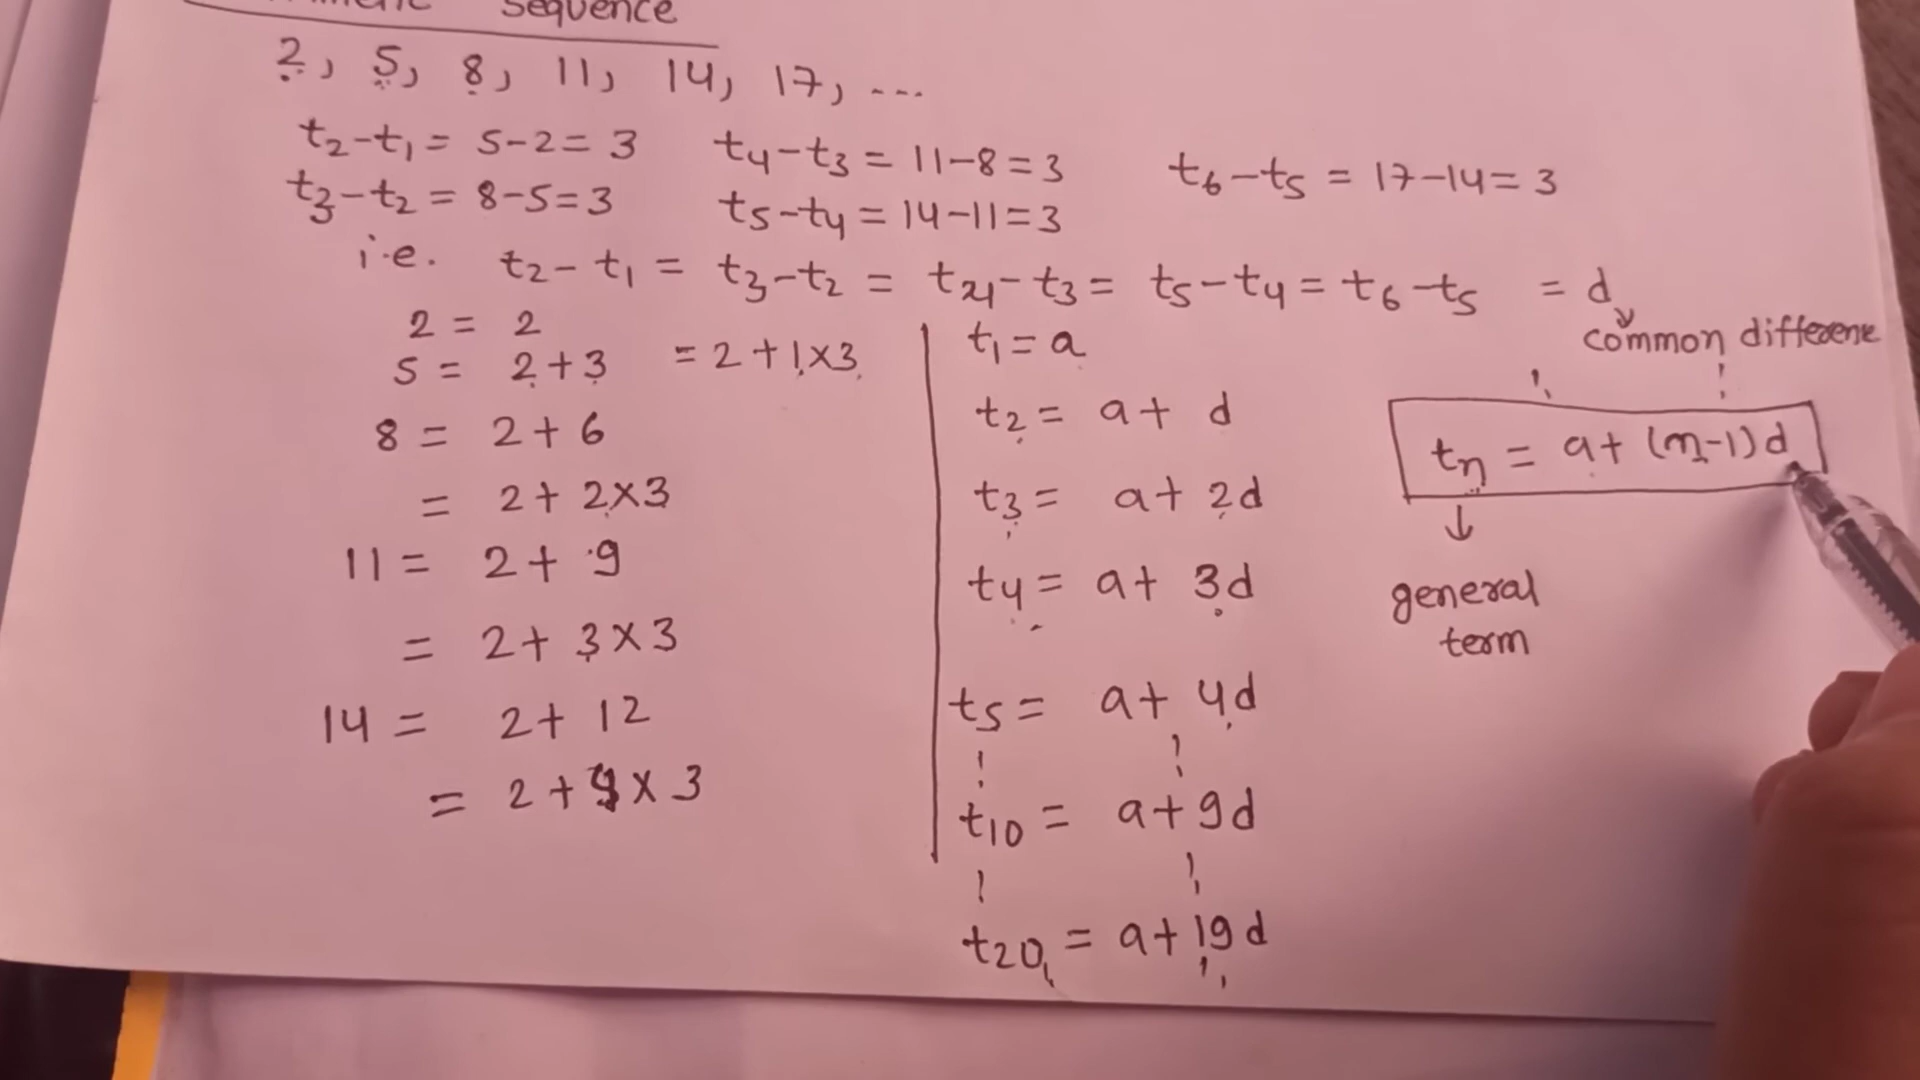 Sequence
2, 5, 8, 11, 14, 17, ...
t2-t1 = 5-2 = 3
t4-t3 = 11-8 = 3
t6-t5 = 17-14 = 3
t3-t2 = 8-5 = 3
t5-t4 = 14-11 = 3
i.e. t2-t1 = t3-t2 = t4-t3 = t5-t4 = t6-t5 = d
common difference
2 = 2
5 = 2+3 = 2+1×3
8 = 2+6
= 2+2×3
11 = 2+9
= 2+3×3
14 = 2+12
= 2+4×3
t1 = a
t2 = a+ d
t3 = a+ 2d
t4 = a+ 3d
t5 = a+ 4d
t10 = a+9d
t20 = a+19d
tn = a+(n-1)d
general
term